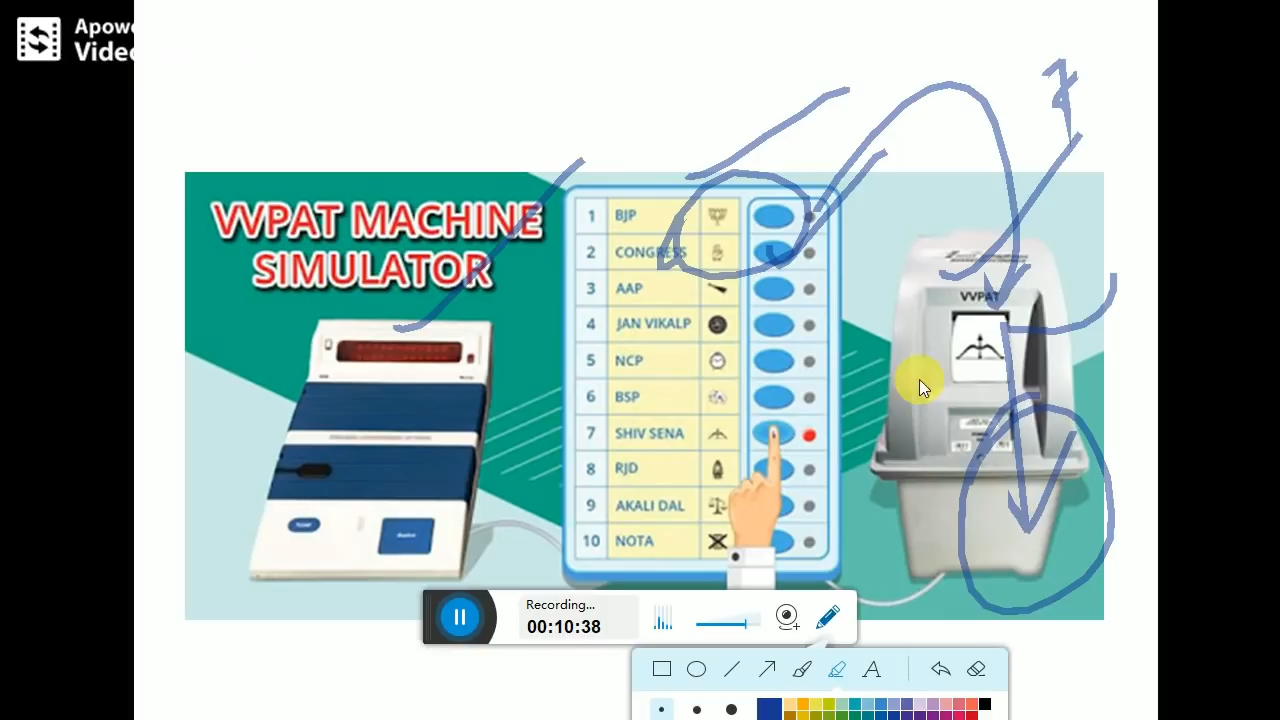 Apowe
Video
VVPAT MACHINE
SIMULATOR
1 BJP
2 CONGRESS
3 AAP
4 JAN VIKALP
5 NCP
6 BSP
7 SHIV SENA
8 RJD
9 AKALI DAL
10 NOTA
VVPAT
Recording...
00:10:38
A